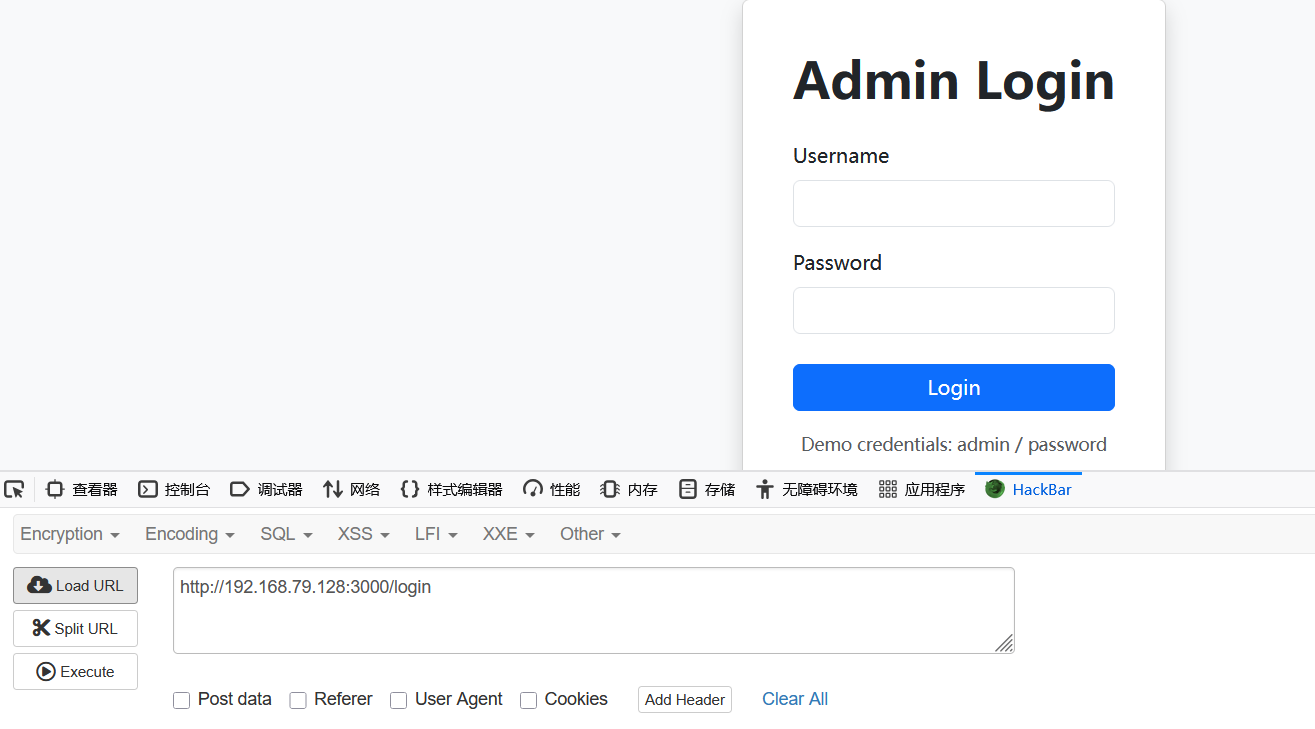 Admin Login
Username
Password
Login
Demo credentials: admin / password
查看器 控制台 调试器 网络 样式编辑器 性能 内存 存储 无障碍环境 应用程序 HackBar
Encryption Encoding SQL XSS LFI XXE Other
Load URL http://192.168.79.128:3000/login
Split URL
Execute
Post data Referer User Agent Cookies Add Header Clear All